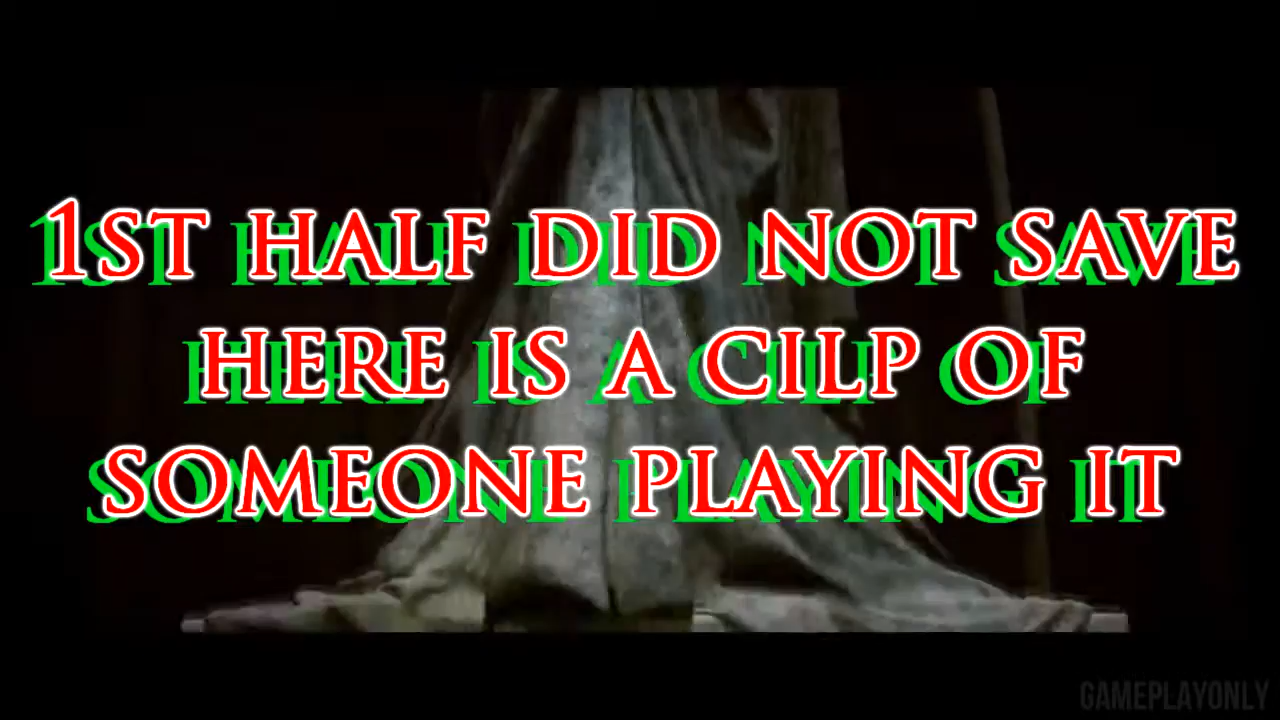 1ST HALF DID NOT SAVE
HERE IS A CILP OF
SOMEONE PLAYING IT
GAMEPLAYONLY